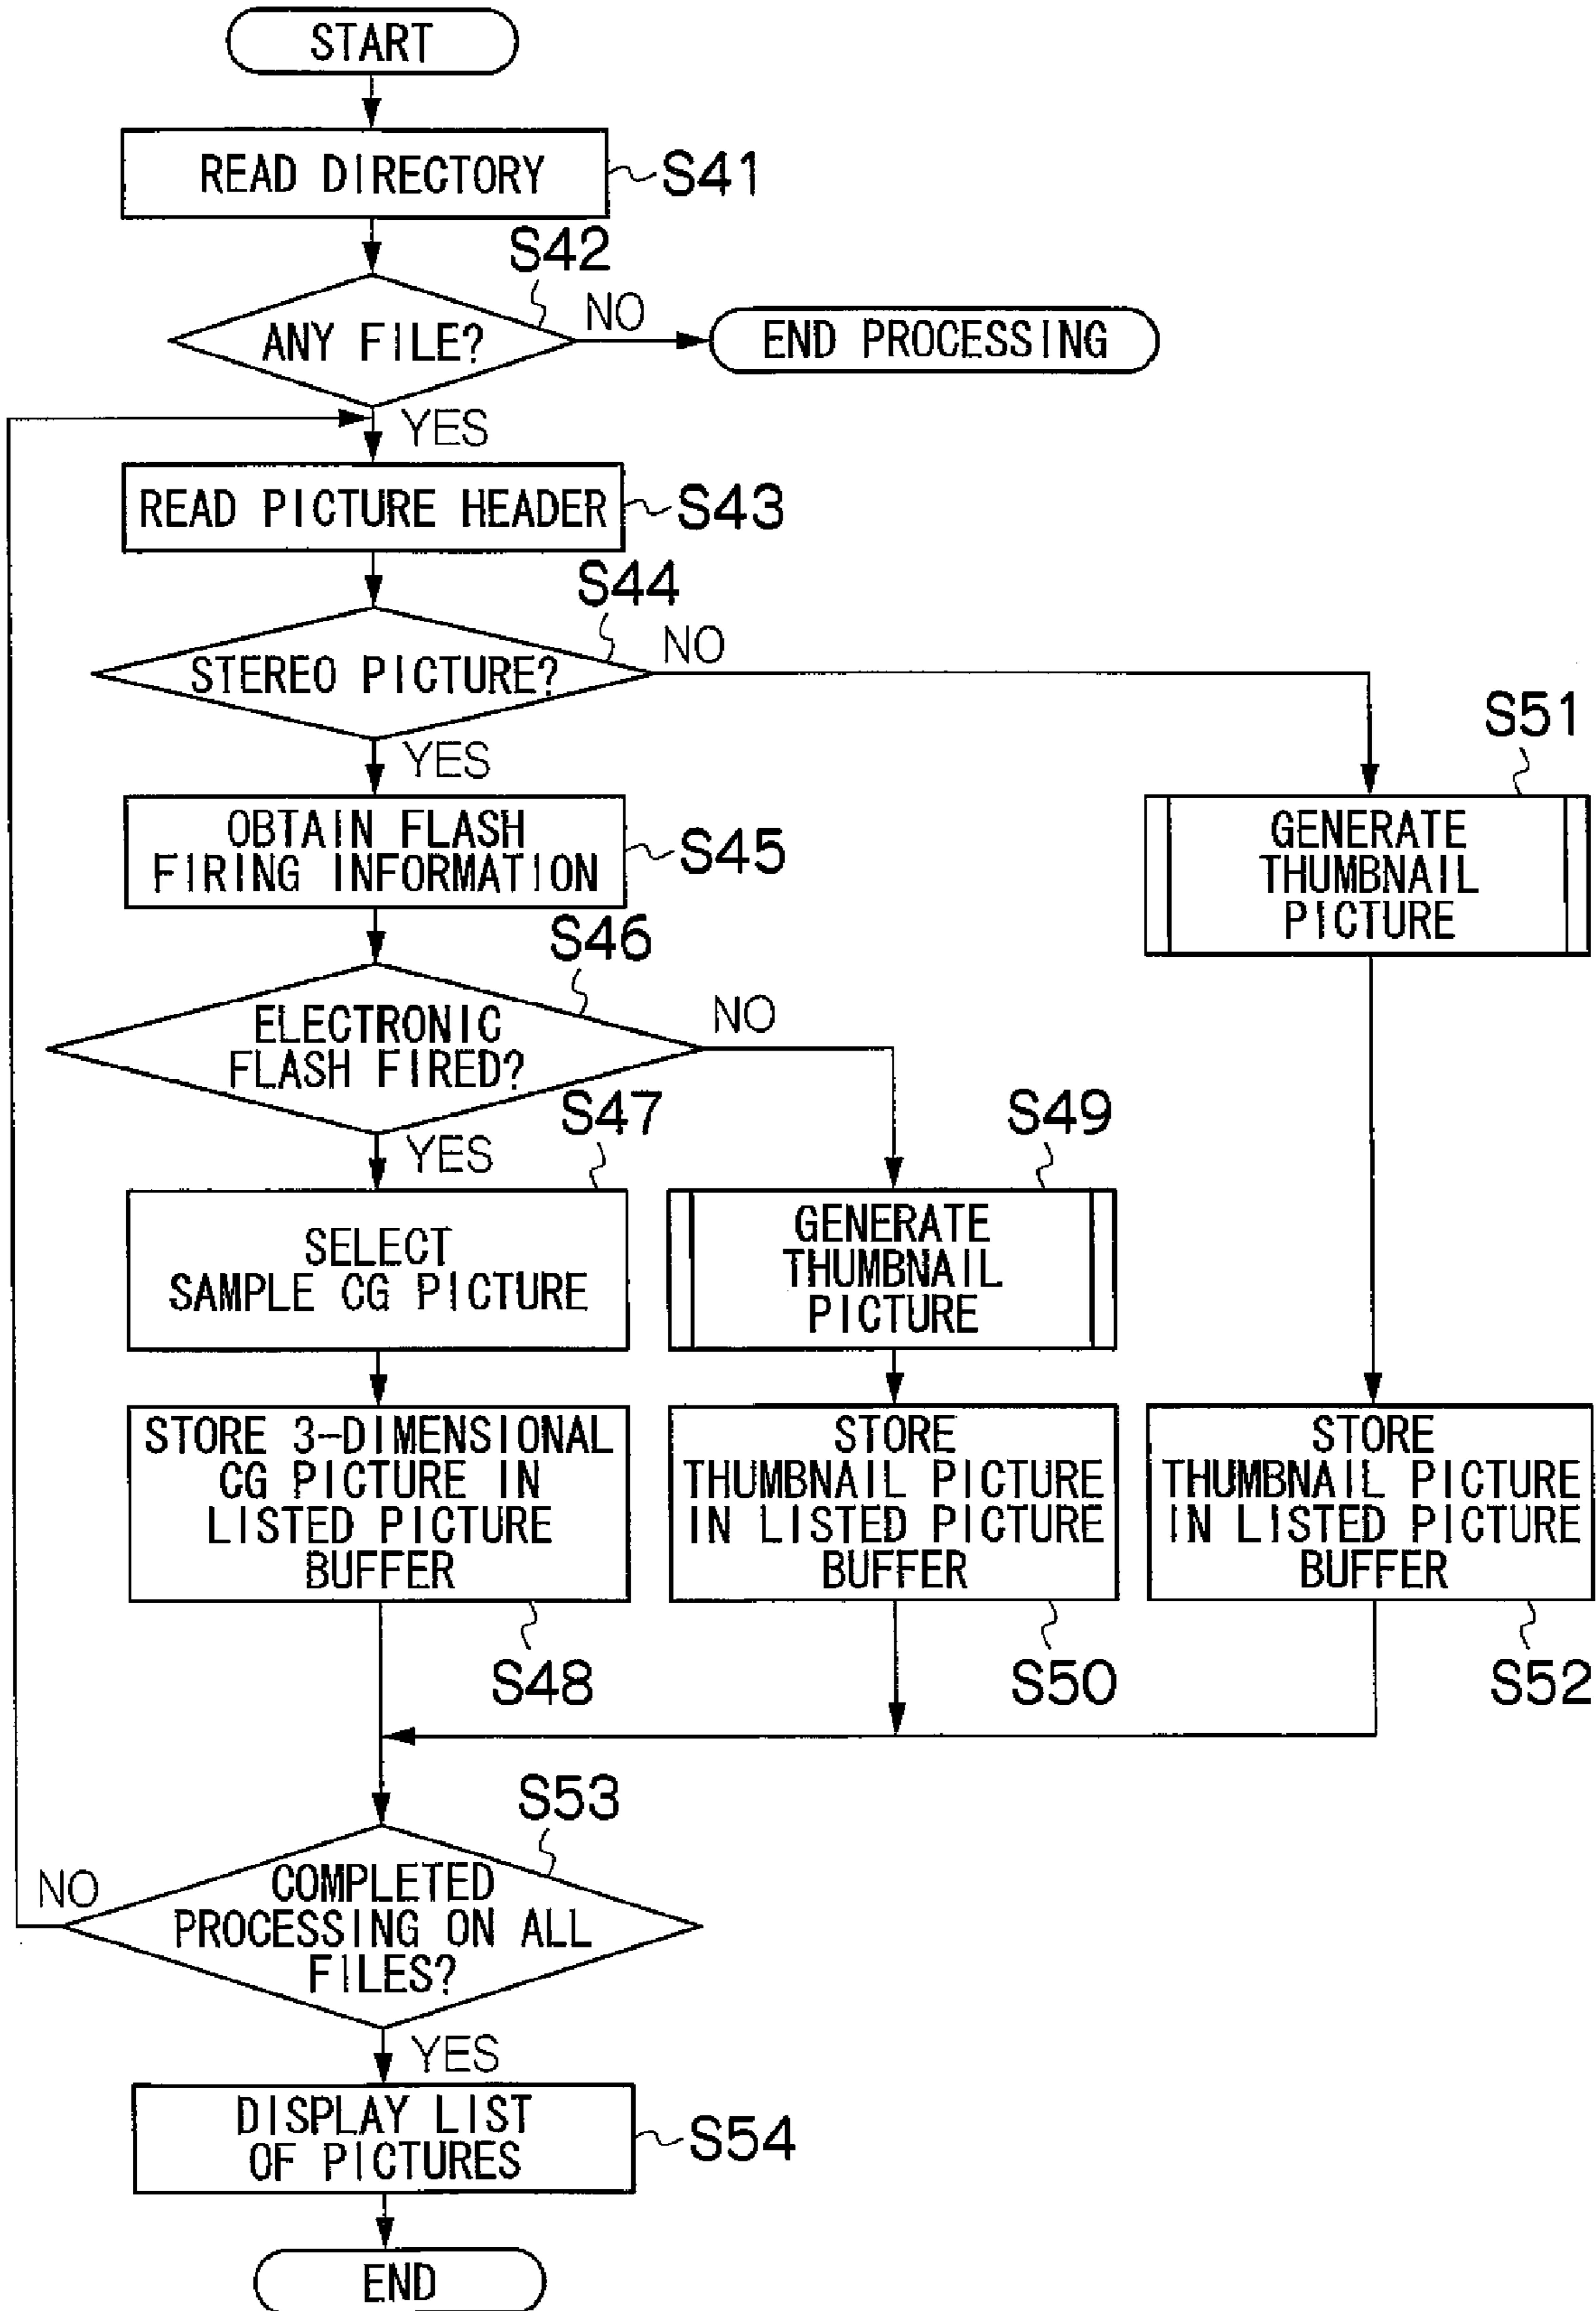 START
READ DIRECTORY
S41
S42
ANY FILE?
NO
END PROCESSING
YES
READ PICTURE HEADER
S43
S44
STEREO PICTURE?
NO
YES
S51
OBTAIN FLASH
FIRING INFORMATION
S45
GENERATE
THUMBNAIL
PICTURE
S46
ELECTRONIC
FLASH FIRED?
NO
YES
S47
S49
SELECT
SAMPLE CG PICTURE
GENERATE
THUMBNAIL
PICTURE
STORE 3-DIMENSIONAL
CG PICTURE IN
LISTED PICTURE
BUFFER
S48
STORE
THUMBNAIL PICTURE
IN LISTED PICTURE
BUFFER
S50
STORE
THUMBNAIL PICTURE
IN LISTED PICTURE
BUFFER
S52
S53
COMPLETED
PROCESSING ON ALL
FILES?
NO
YES
DISPLAY LIST
OF PICTURES
S54
END